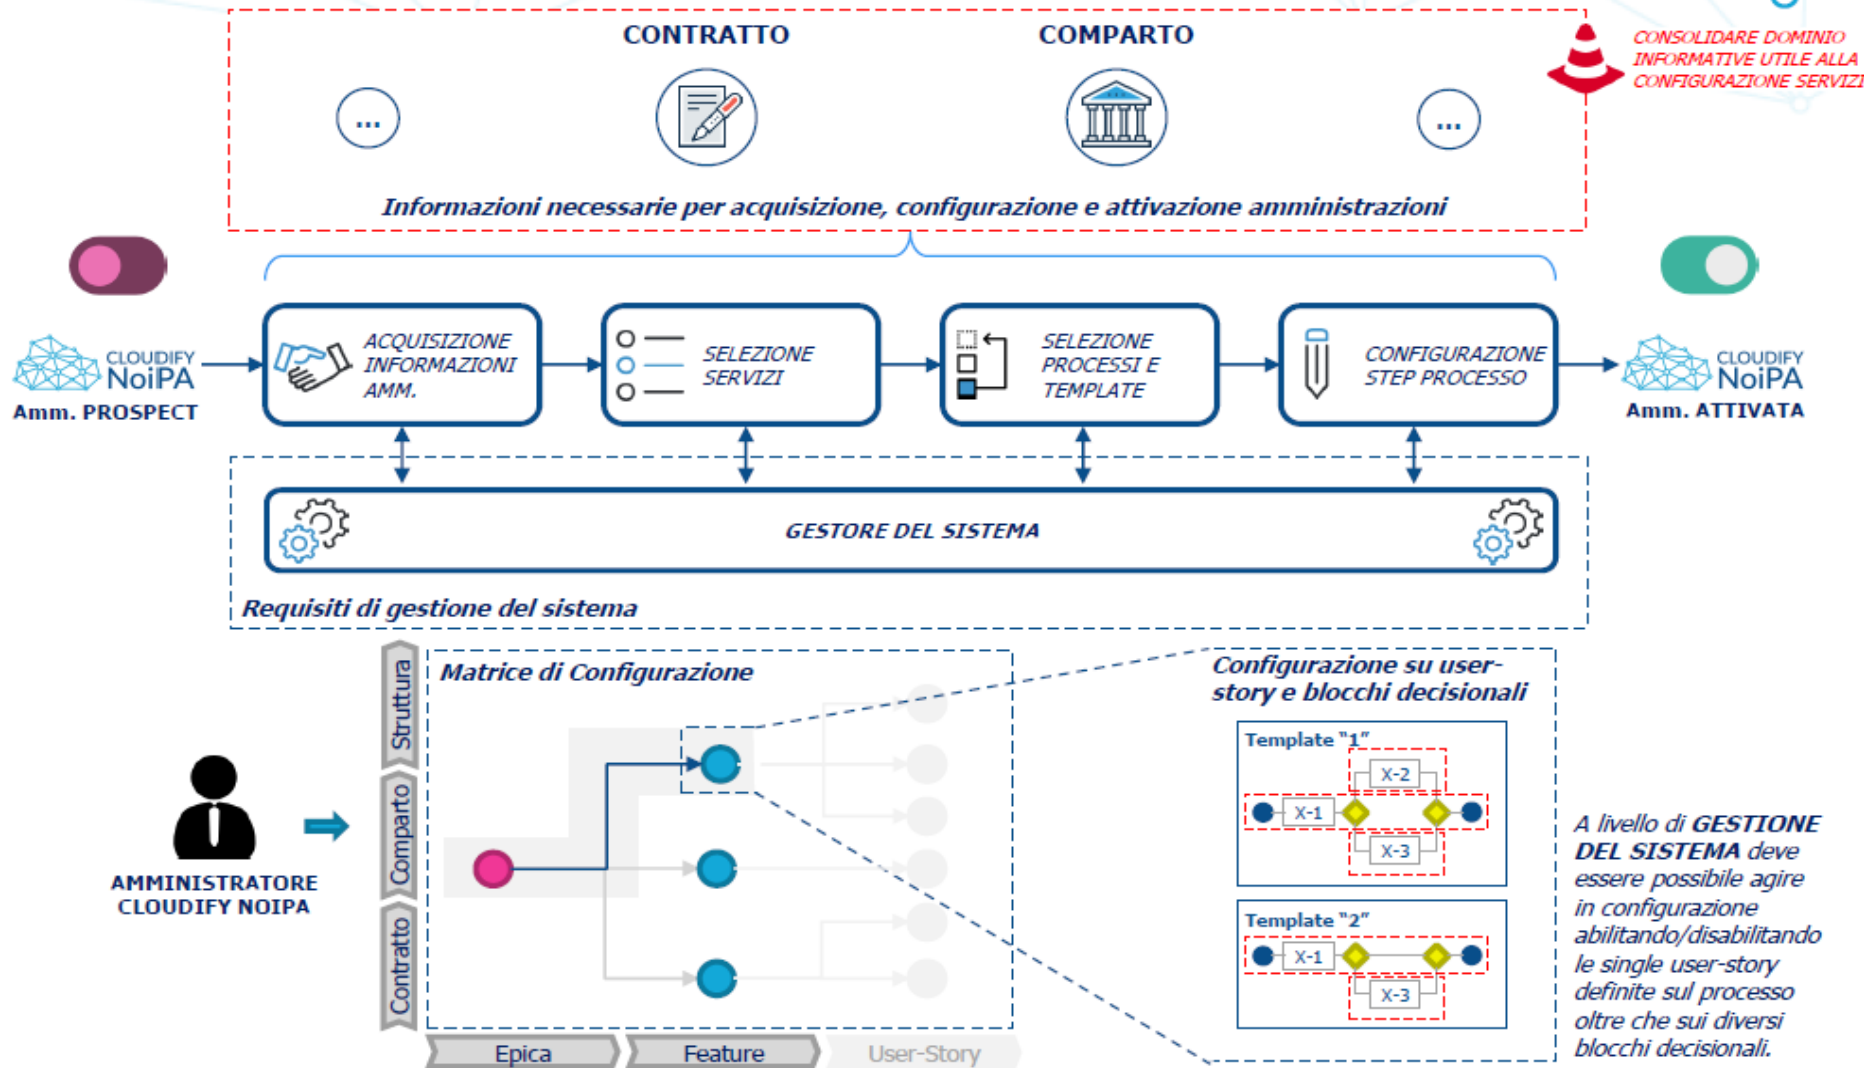 CONTRATTO
COMPARTO
CONSOLIDARE DOMINIO
INFORMATIVE UTILE ALLA
CONFIGURAZIONE SERVIZI
...
...
Informazioni necessarie per acquisizione, configurazione e attivazione amministrazioni
CLOUDIFY
NoiPA
Amm. PROSPECT
ACQUISIZIONE
INFORMAZIONI
AMM.
SELEZIONE
SERVIZI
SELEZIONE
PROCESSI E
TEMPLATE
CONFIGURAZIONE
STEP PROCESSO
CLOUDIFY
NoiPA
Amm. ATTIVATA
GESTORE DEL SISTEMA
Requisiti di gestione del sistema
Struttura
Comparto
Contratto
Matrice di Configurazione
AMMINISTRATORE
CLOUDIFY NOIPA
Epica
Feature
User-Story
Configurazione su user-
story e blocchi decisionali
Template "1"
X-2
X-1
X-3
Template "2"
X-1
X-3
A livello di GESTIONE
DEL SISTEMA deve
essere possibile agire
in configurazione
abilitando/disabilitando
le single user-story
definite sul processo
oltre che sui diversi
blocchi decisionali.